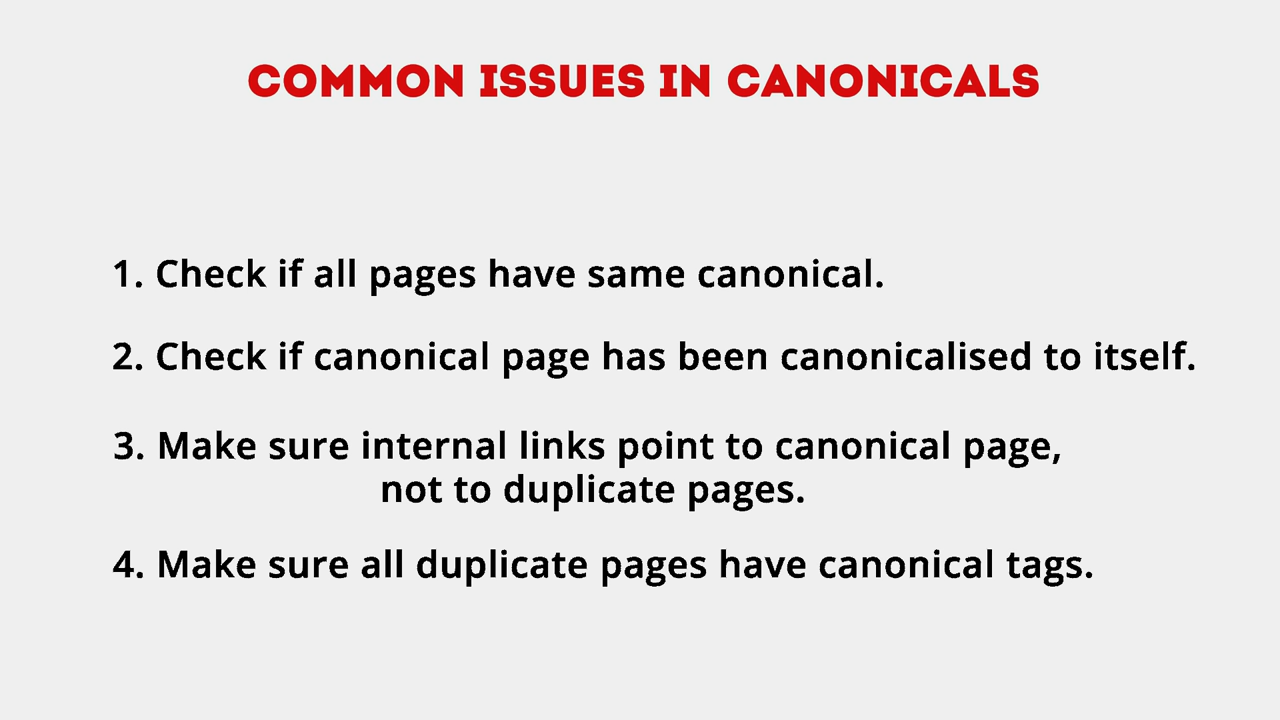 COMMON ISSUES IN CANONICALS
1. Check if all pages have same canonical.
2. Check if canonical page has been canonicalised to itself.
3. Make sure internal links point to canonical page,
not to duplicate pages.
4. Make sure all duplicate pages have canonical tags.